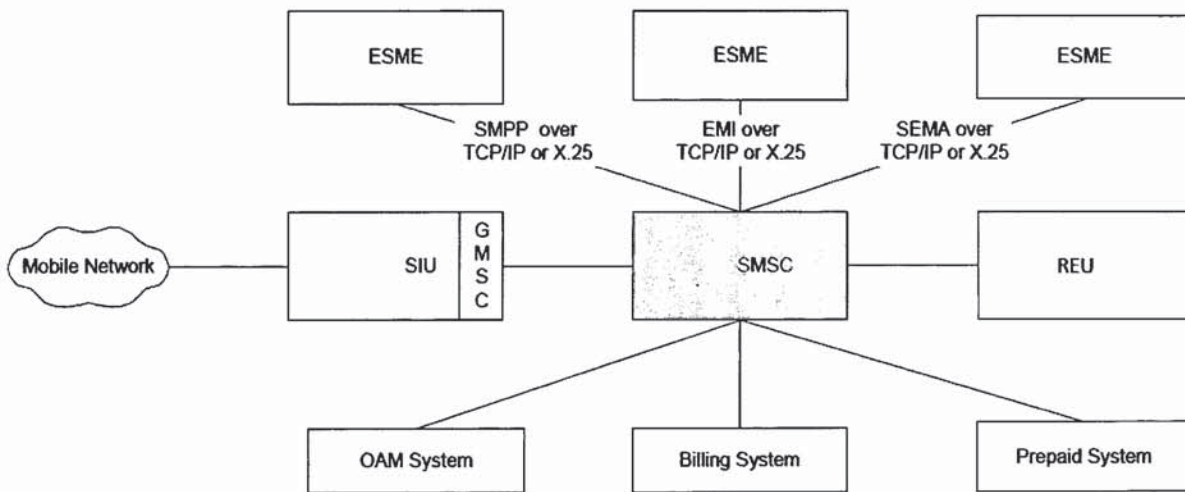 ESME
ESME
ESME
SMPP over
TCP/IP or X.25
EMI over
TCP/IP or X.25
SEMA over
TCP/IP or X.25
Mobile Network
SIU
G
M
S
C
SMSC
REU
OAM System
Billing System
Prepaid System